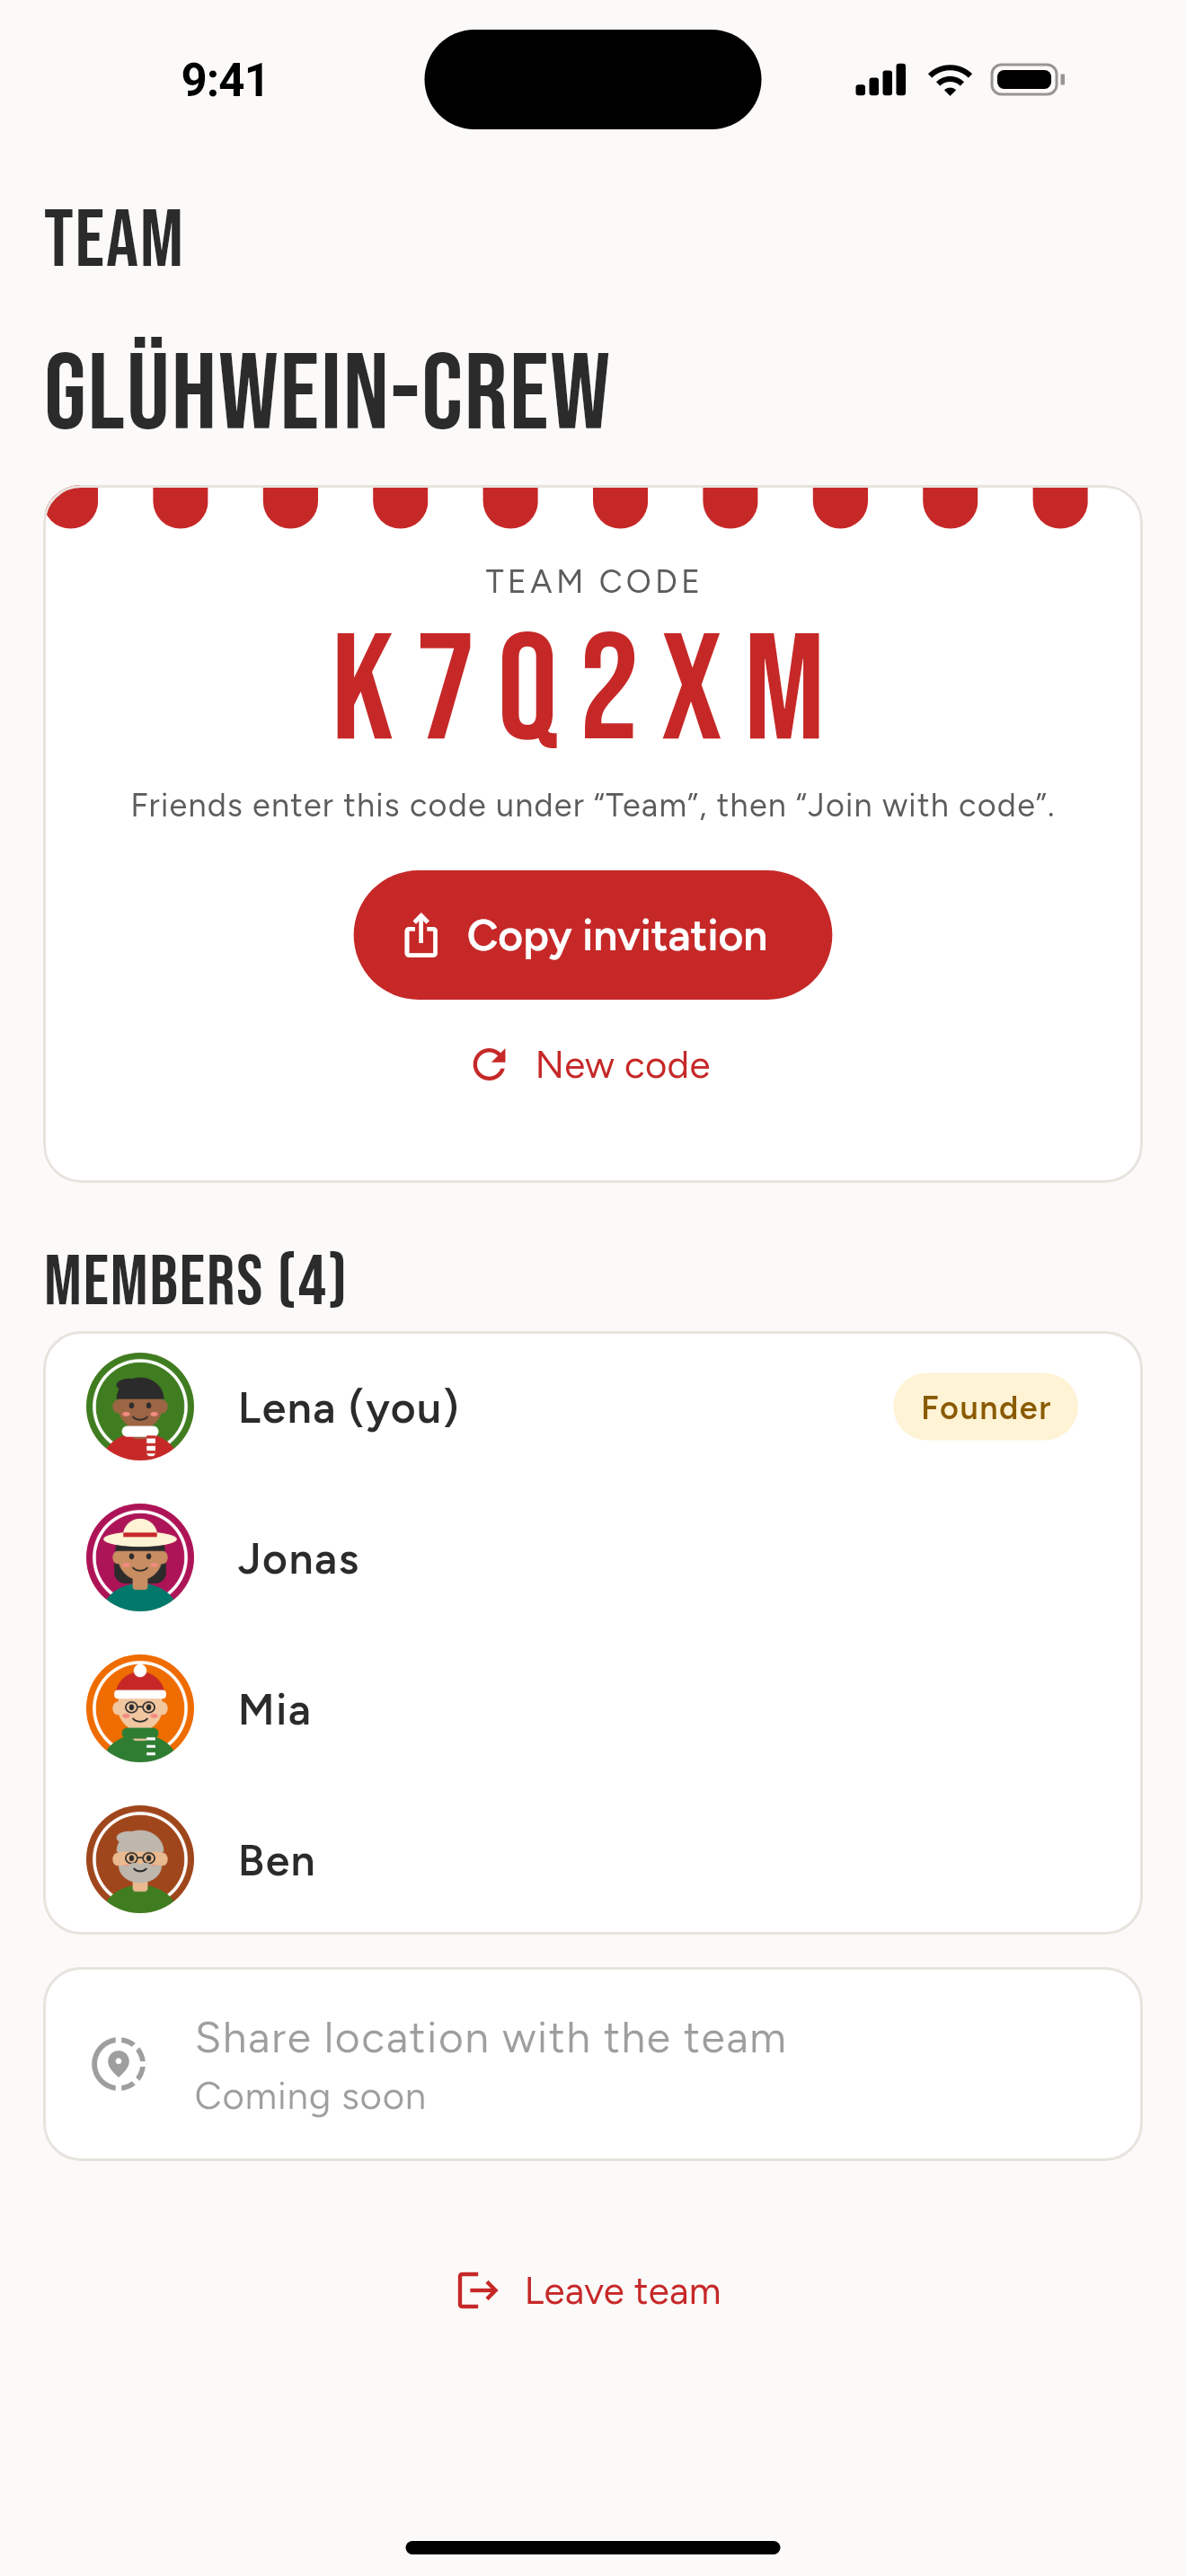 9:41
TEAM
GLÜHWEIN-CREW
TEAM CODE
K7Q2XM
Friends enter this code under “Team”, then “Join with code”.
Copy invitation
New code
MEMBERS (4)
Lena (you)
Founder
Jonas
Mia
Ben
Share location with the team
Coming soon
Leave team